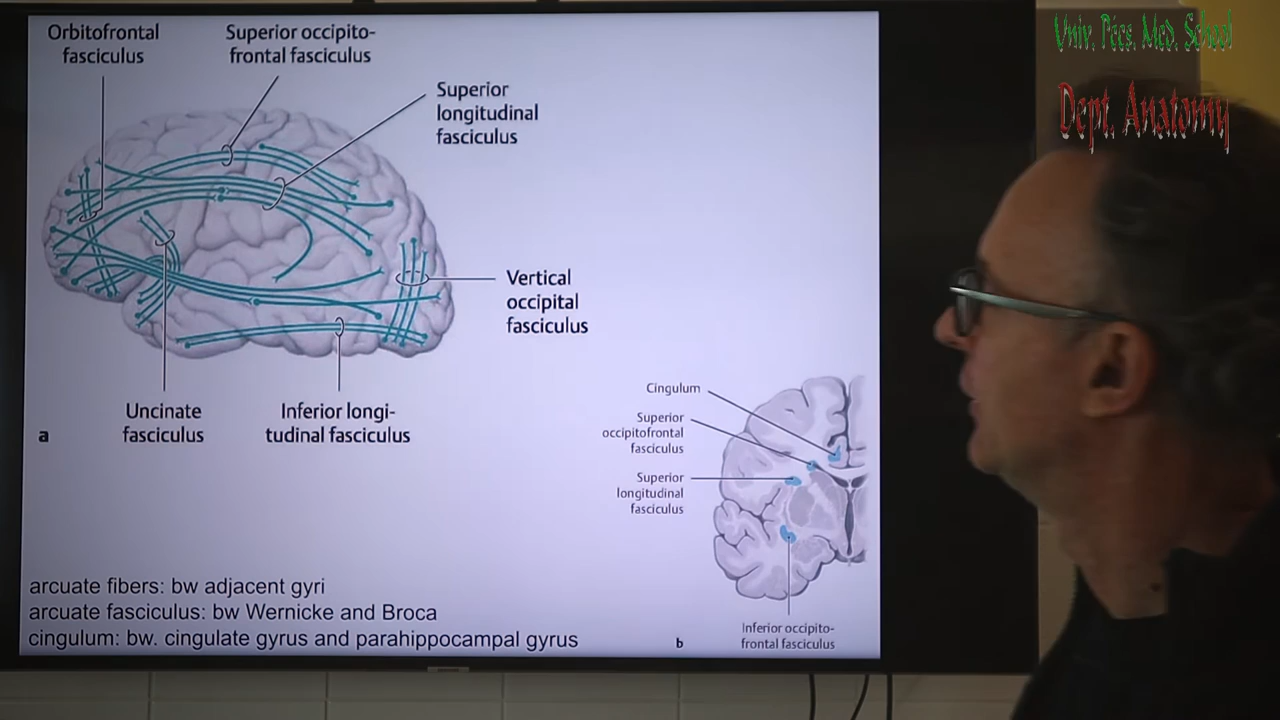 Orbitofrontal
fasciculus
Superior occipito-
frontal fasciculus
Superior
longitudinal
fasciculus
Vertical
occipital
fasciculus
Uncinate
fasciculus
Inferior longi-
tudinal fasciculus
a
Cingulum
Superior
occipitofrontal
fasciculus
Superior
longitudinal
fasciculus
Inferior occipito-
frontal fasciculus
b
arcuate fibers: bw adjacent gyri
arcuate fasciculus: bw Wernicke and Broca
cingulum: bw. cingulate gyrus and parahippocampal gyrus
Univ. Pécs. Med. School
Dept. Anatomy